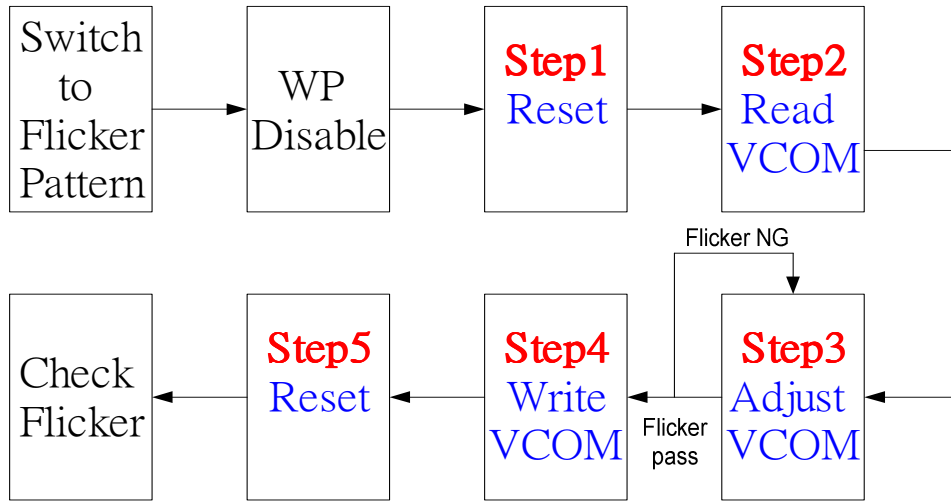 Switch
to
Flicker
Pattern
WP
Disable
Step1
Reset
Step2
Read
VCOM
Flicker NG
Check
Flicker
Step5
Reset
Step4
Write
VCOM
Flicker
pass
Step3
Adjust
VCOM